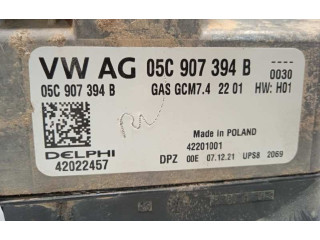 VW AG 05C 907 394 B
0030
05C 907 394 B GAS GCM7.4 22 01 HW: H01
Made in POLAND
DELPHI 42201001
42022457 DPZ 00E 07.12.21 UPS8 2069